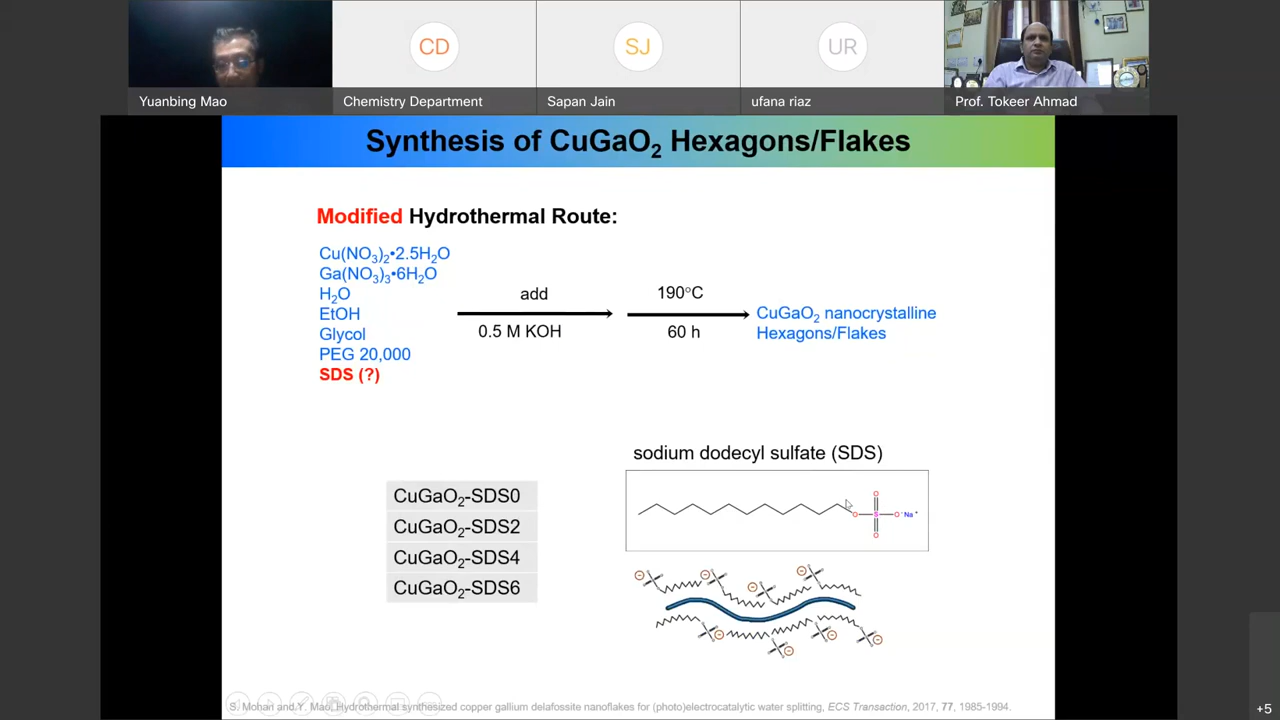 CD
SJ
UR
Yuanbing Mao
Chemistry Department
Sapan Jain
ufana riaz
Prof. Tokeer Ahmad
Synthesis of CuGaO₂ Hexagons/Flakes
Modified Hydrothermal Route:
Cu(NO₃)₂•2.5H₂O
Ga(NO₃)₃•6H₂O
H₂O
EtOH
Glycol
PEG 20,000
SDS (?)
add
0.5 M KOH
190°C
60 h
CuGaO₂ nanocrystalline
Hexagons/Flakes
sodium dodecyl sulfate (SDS)
O
O S O⁻ Na⁺
O
CuGaO₂-SDS0
CuGaO₂-SDS2
CuGaO₂-SDS4
CuGaO₂-SDS6
S. Mohan and Y. Mao, Hydrothermal synthesized copper gallium delafossite nanoflakes for (photo)electrocatalytic water splitting, ECS Transaction, 2017, 77, 1985-1994.
+5